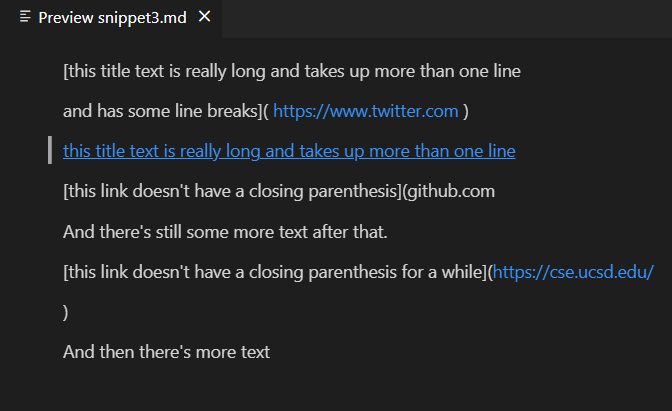 Preview snippet3.md
[this title text is really long and takes up more than one line
and has some line breaks]( https://www.twitter.com )
this title text is really long and takes up more than one line
[this link doesn't have a closing parenthesis](github.com
And there's still some more text after that.
[this link doesn't have a closing parenthesis for a while](https://cse.ucsd.edu/
)
And then there's more text